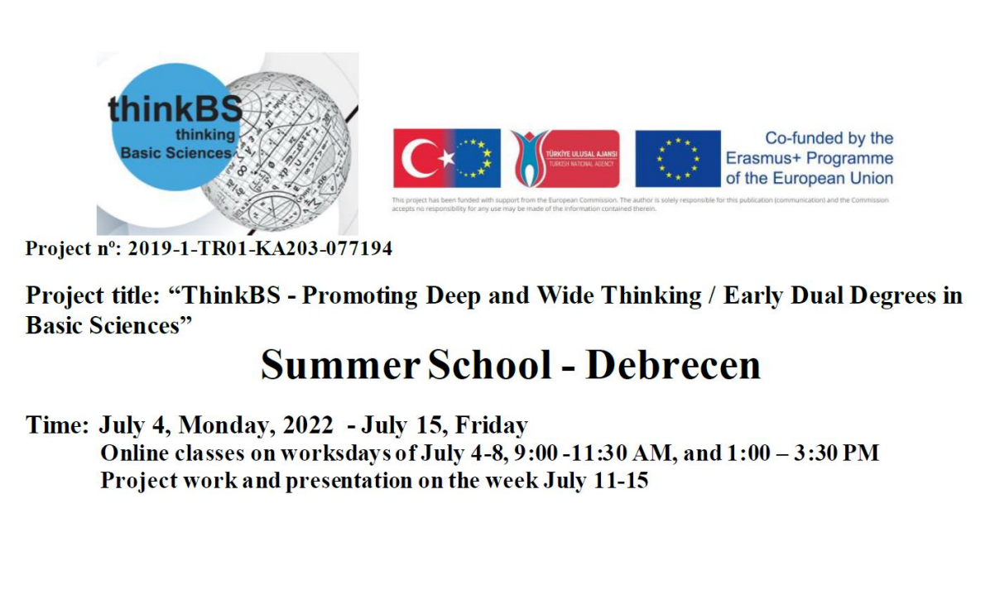 thinkBS
thinking
Basic Sciences
TÜRKİYE ULUSAL AJANSI
TURKISH NATIONAL AGENCY
Co-funded by the
Erasmus+ Programme
of the European Union
This project has been funded with support from the European Commission. The author is solely responsible for this publication (communication) and the Commission
accepts no responsibility for any use may be made of the information contained therein.
Project nº: 2019-1-TR01-KA203-077194
Project title: “ThinkBS - Promoting Deep and Wide Thinking / Early Dual Degrees in
Basic Sciences”
Summer School - Debrecen
Time: July 4, Monday, 2022 - July 15, Friday
Online classes on worksdays of July 4-8, 9:00 -11:30 AM, and 1:00 – 3:30 PM
Project work and presentation on the week July 11-15